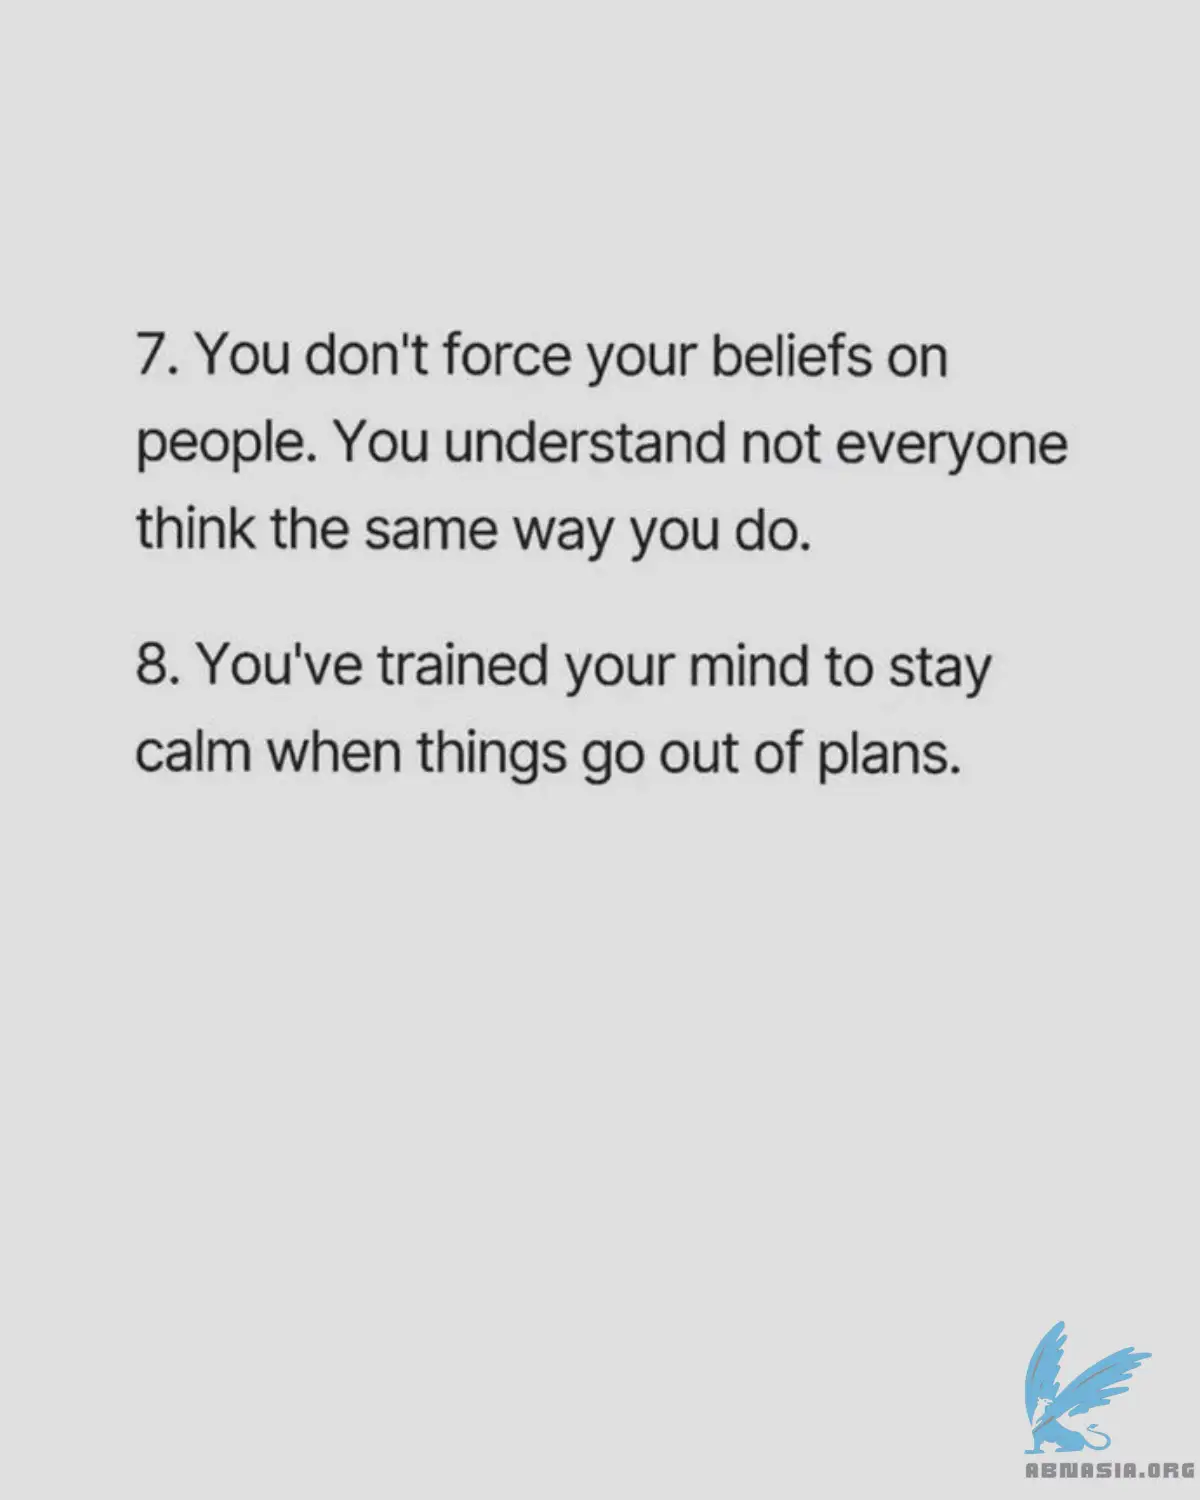 7. You don't force your beliefs on
people. You understand not everyone
think the same way you do.
8. You've trained your mind to stay
calm when things go out of plans.
ABNASIA.ORG